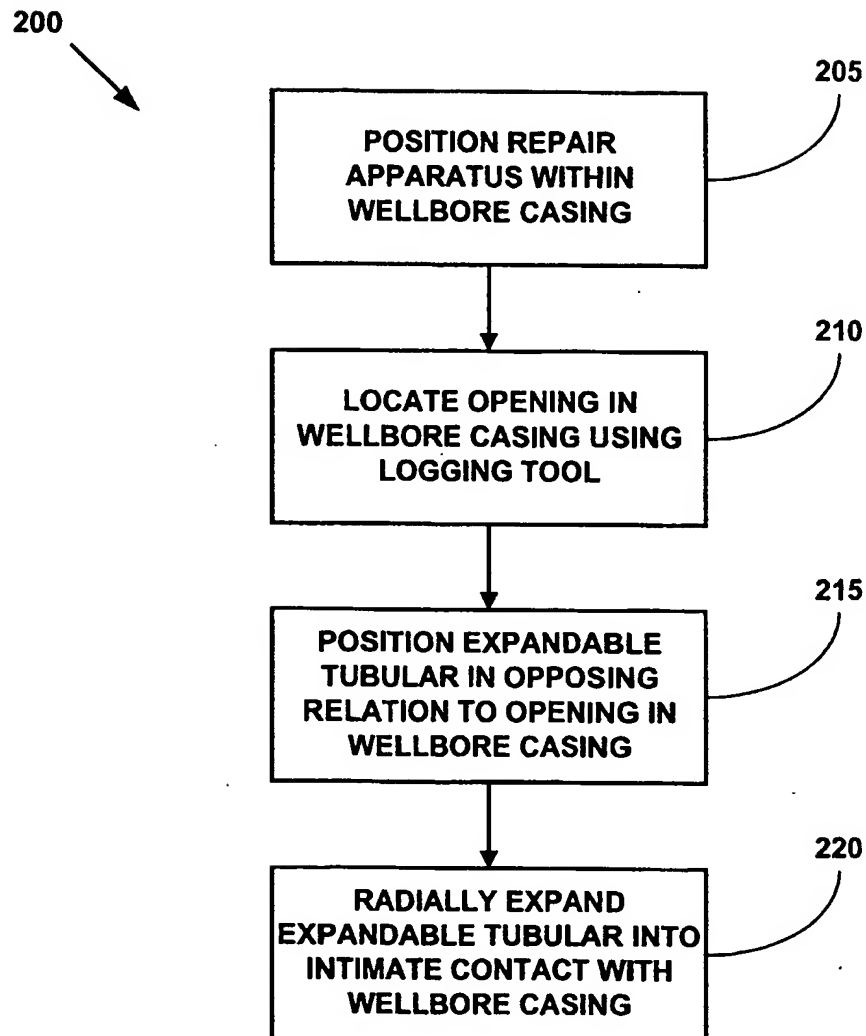 200
205
POSITION REPAIR
APPARATUS WITHIN
WELLBORE CASING
210
LOCATE OPENING IN
WELLBORE CASING USING
LOGGING TOOL
215
POSITION EXPANDABLE
TUBULAR IN OPPOSING
RELATION TO OPENING IN
WELLBORE CASING
220
RADIALLY EXPAND
EXPANDABLE TUBULAR INTO
INTIMATE CONTACT WITH
WELLBORE CASING